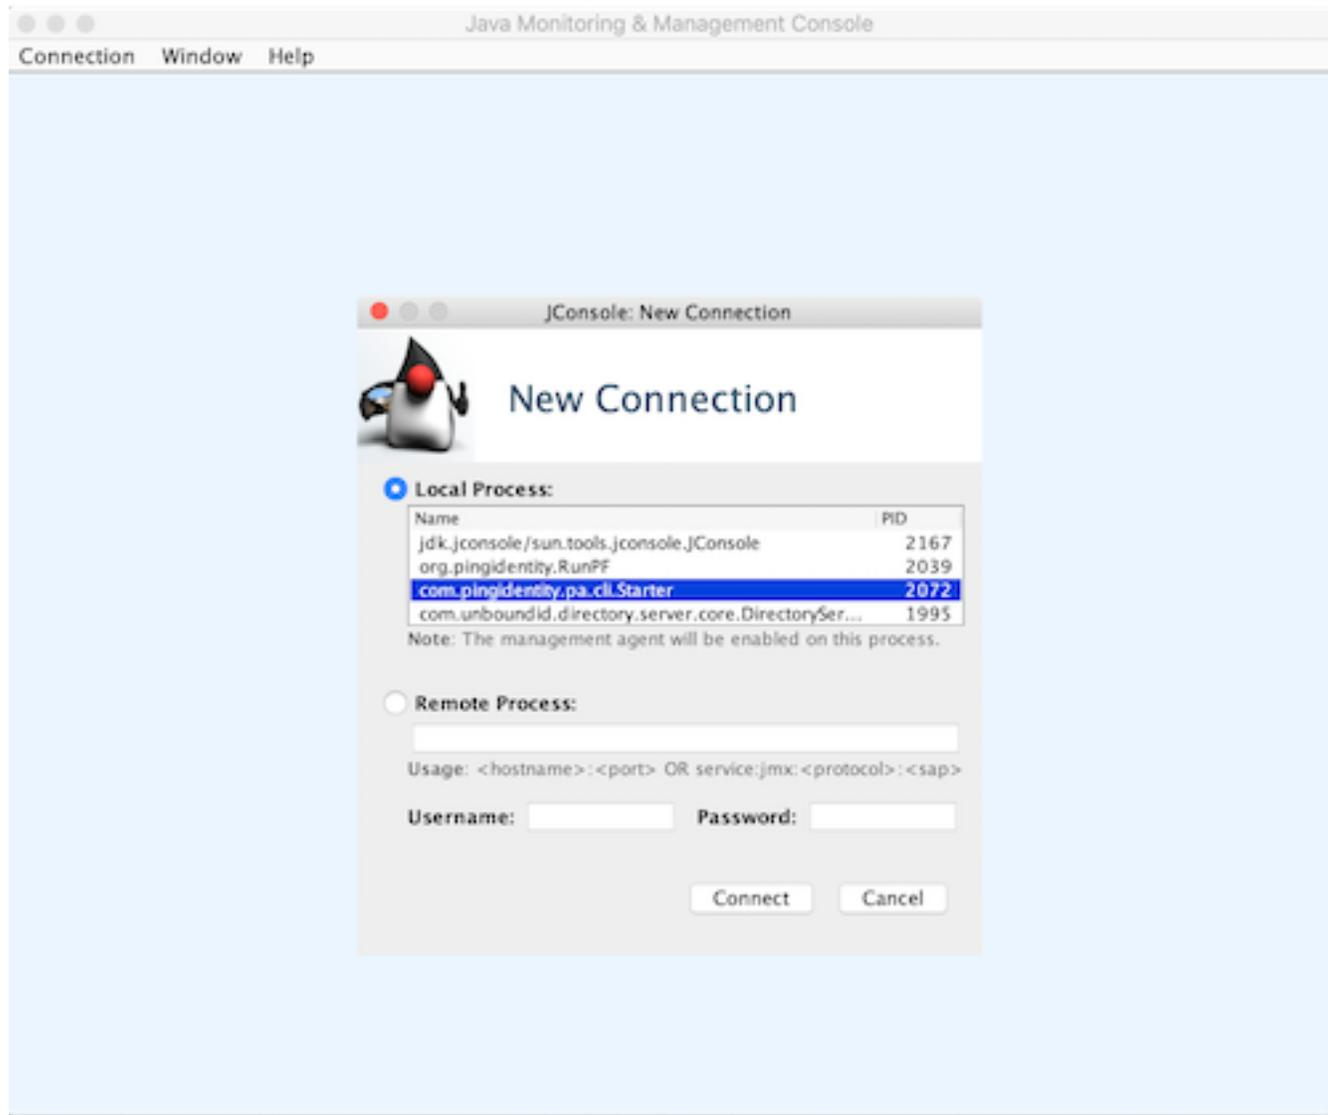 Java Monitoring & Management Console
Connection Window Help
JConsole: New Connection
New Connection
Local Process:
Name PID
jdk.jconsole/sun.tools.jconsole.JConsole 2167
org.pingidentity.RunPF 2039
com.pingidentity.pa.cli.Starter 2072
com.unboundid.directory.server.core.DirectorySer... 1995
Note: The management agent will be enabled on this process.
Remote Process:
Usage: <hostname>:<port> OR service:jmx:<protocol>:<sap>
Username: Password:
Connect Cancel